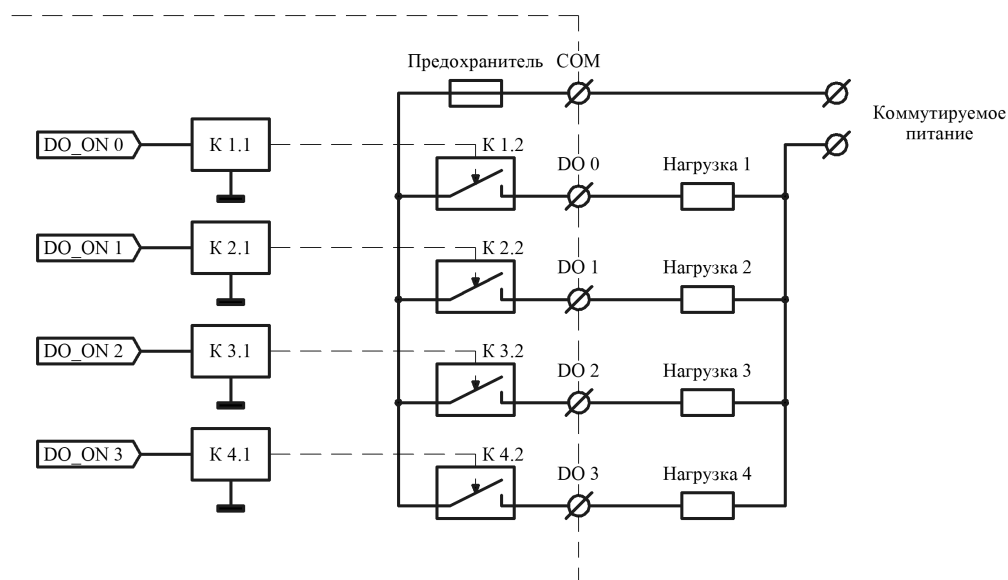 Предохранитель COM
Коммутируемое
питание
DO_ON 0 К 1.1 К 1.2 DO 0 Нагрузка 1
DO_ON 1 К 2.1 К 2.2 DO 1 Нагрузка 2
DO_ON 2 К 3.1 К 3.2 DO 2 Нагрузка 3
DO_ON 3 К 4.1 К 4.2 DO 3 Нагрузка 4